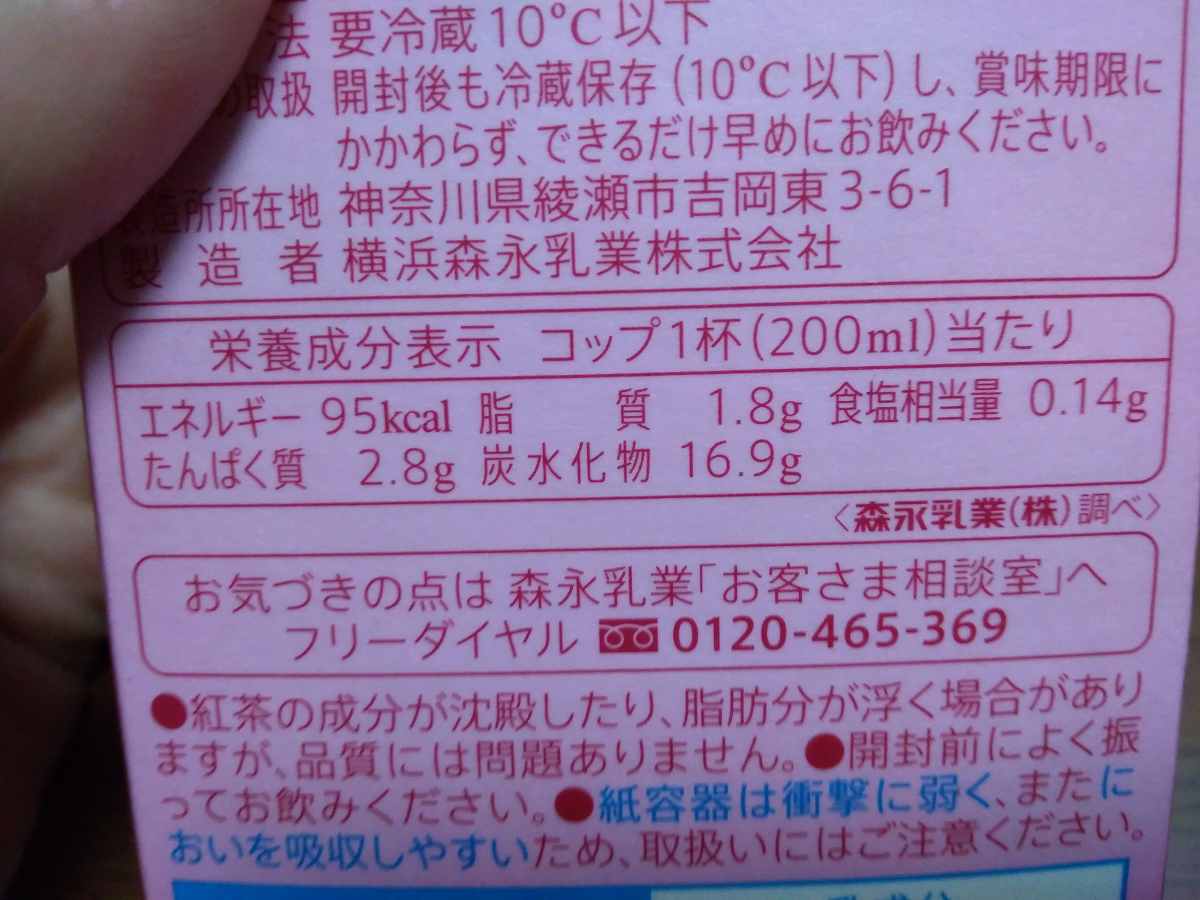 法 要冷蔵10℃以下
取扱 開封後も冷蔵保存(10℃以下)し、賞味期限に
かかわらず、できるだけ早めにお飲みください。
製造所所在地 神奈川県綾瀬市吉岡東3-6-1
製造者 横浜森永乳業株式会社
栄養成分表示 コップ1杯(200ml)当たり
エネルギー 95kcal 脂質 1.8g 食塩相当量 0.14g
たんぱく質 2.8g 炭水化物 16.9g
〈森永乳業(株)調べ〉
お気づきの点は 森永乳業「お客さま相談室」へ
フリーダイヤル 0120-465-369
●紅茶の成分が沈殿したり、脂肪分が浮く場合があり
ますが、品質には問題ありません。●開封前によく振
ってお飲みください。●紙容器は衝撃に弱く、またに
おいを吸収しやすいため、取扱いにはご注意ください。